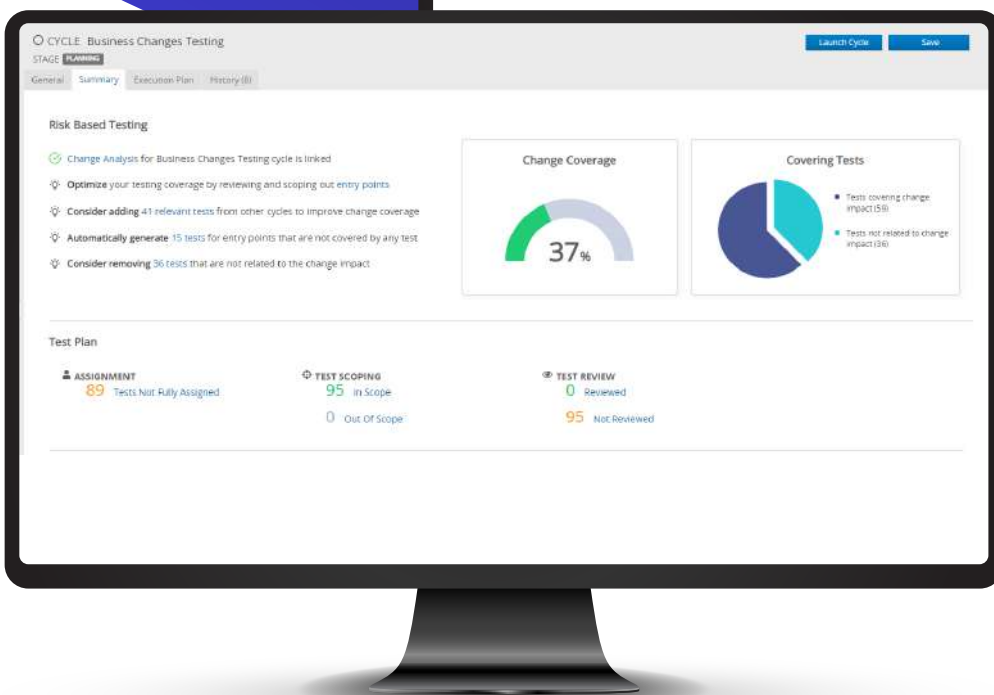 CYCLE Business Changes Testing
Launch Cycle
Save
STAGE PLANNING
General
Summary
Execution Plan
History (8)
Risk Based Testing
Change Analysis for Business Changes Testing cycle is linked
Optimize your testing coverage by reviewing and scoping out entry points
Consider adding 41 relevant tests from other cycles to improve change coverage
Automatically generate 15 tests for entry points that are not covered by any test
Consider removing 36 tests that are not related to the change impact
Change Coverage
37%
Covering Tests
Tests covering change
impact (59)
Tests not related to change
impact (36)
Test Plan
ASSIGNMENT
89 Tests Not Fully Assigned
TEST SCOPING
95 In Scope
0 Out Of Scope
TEST REVIEW
0 Reviewed
95 Not Reviewed